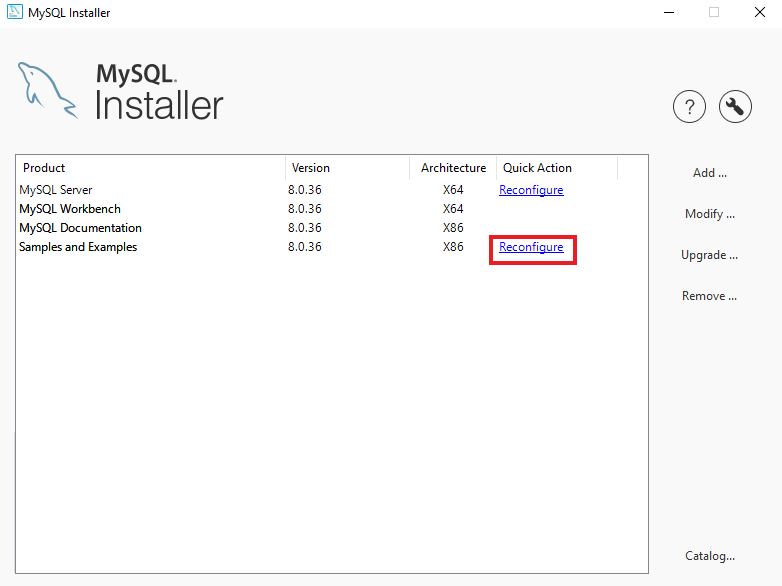 MySQL Installer
MySQL.
Installer
?
Product Version Architecture Quick Action
MySQL Server 8.0.36 X64 Reconfigure
MySQL Workbench 8.0.36 X64
MySQL Documentation 8.0.36 X86
Samples and Examples 8.0.36 X86 Reconfigure
Add ...
Modify ...
Upgrade ...
Remove ...
Catalog...